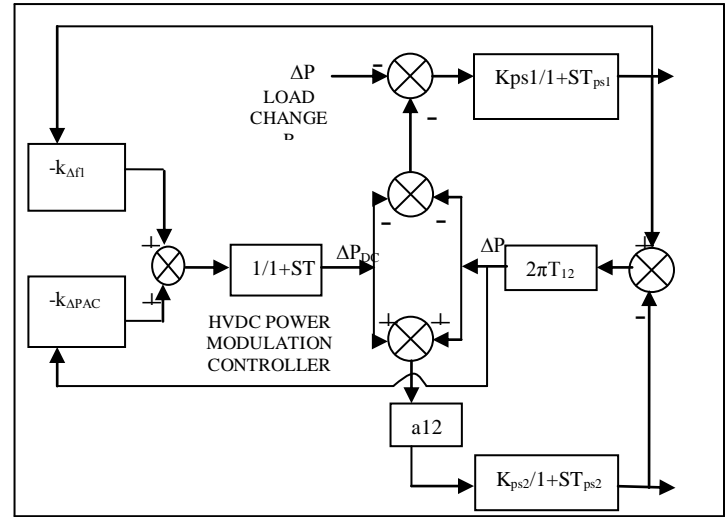 ΔP
LOAD
CHANGE
Kps1/1+STps1
-kΔf1
1/1+ST
ΔPDC
ΔP
2πT12
-kΔPAC
HVDC POWER
MODULATION
CONTROLLER
a12
Kps2/1+STps2